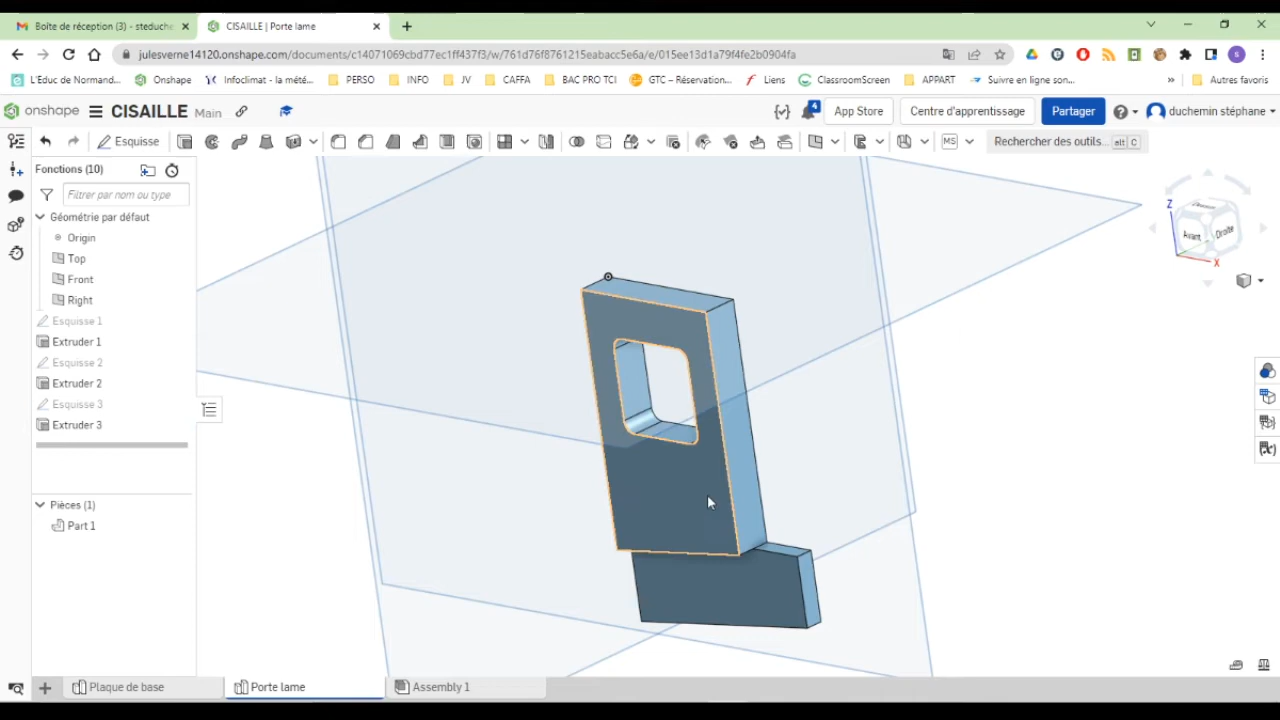 Boîte de réception (3) - steduche
CISAILLE | Porte lame
julesverne14120.onshape.com/documents/c14071069cbd77ec1ff437f3/w/761d76f8761215eabacc5e6a/e/015ee13d1a79f4fe2b0904fa
S
L'Educ de Normand...
Onshape
Infoclimat - la mété...
PERSO
INFO
JV
CAFFA
BAC PRO TCI
GTC – Réservation...
Liens
ClassroomScreen
APPART
Suivre en ligne son...
»
Autres favoris
onshape
CISAILLE
Main
4
App Store
Centre d'apprentissage
Partager
duchemin stéphane
Esquisse
MS
Rechercher des outils...
alt
C
Fonctions (10)
Filtrer par nom ou type
Géométrie par défaut
Origin
Top
Front
Right
Esquisse 1
Extruder 1
Esquisse 2
Extruder 2
Esquisse 3
Extruder 3
Pièces (1)
Part 1
Z
Avant
Droite
X
Plaque de base
Porte lame
Assembly 1